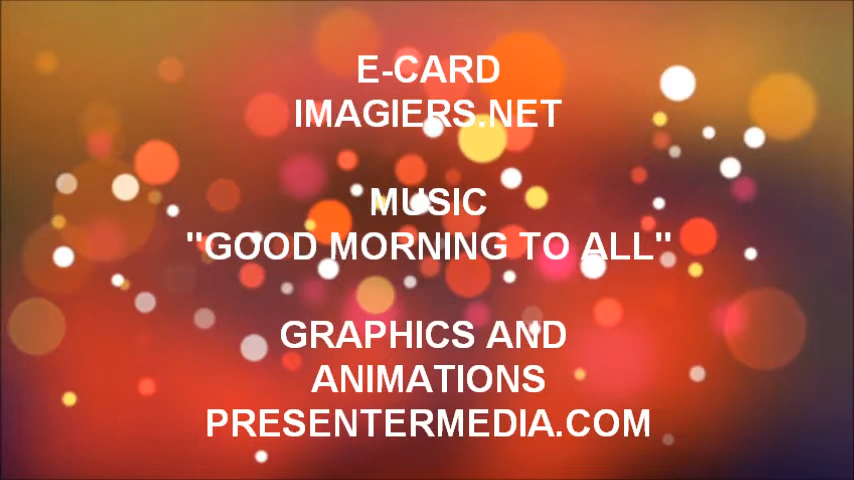 E-CARD
IMAGIERS.NET
MUSIC
"GOOD MORNING TO ALL"
GRAPHICS AND
ANIMATIONS
PRESENTERMEDIA.COM